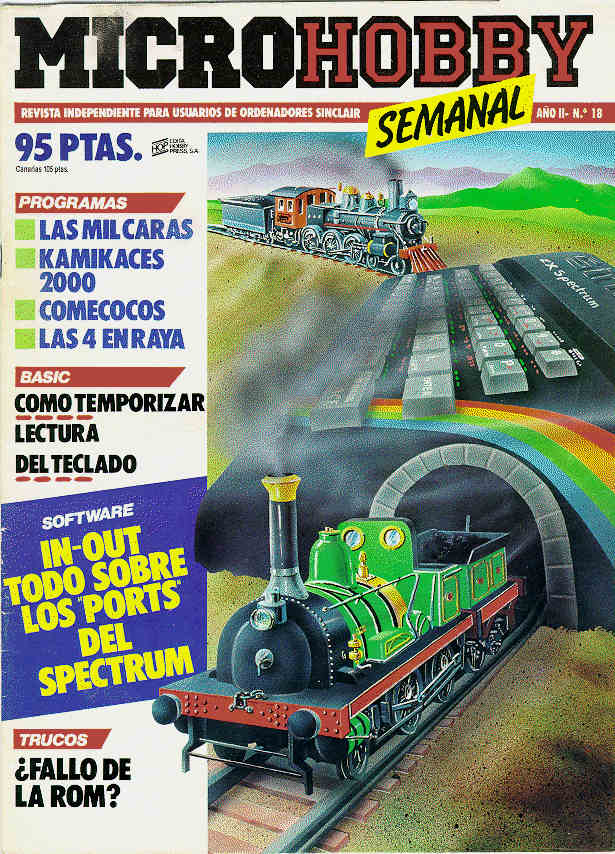 MICROHOBBY
SEMANAL
REVISTA INDEPENDIENTE PARA USUARIOS DE ORDENADORES SINCLAIR
AÑO II- N.º 18
95 PTAS.
Canarias 105 ptas.
HOP EDITA
HOBBY
PRESS, S.A.
PROGRAMAS
LAS MIL CARAS
KAMIKACES
2000
COMECOCOS
LAS 4 EN RAYA
BASIC
COMO TEMPORIZAR
LECTURA
DEL TECLADO
SOFTWARE
IN-OUT
TODO SOBRE
LOS "PORTS"
DEL
SPECTRUM
TRUCOS
¿FALLO DE
LA ROM?
ZX Spectrum